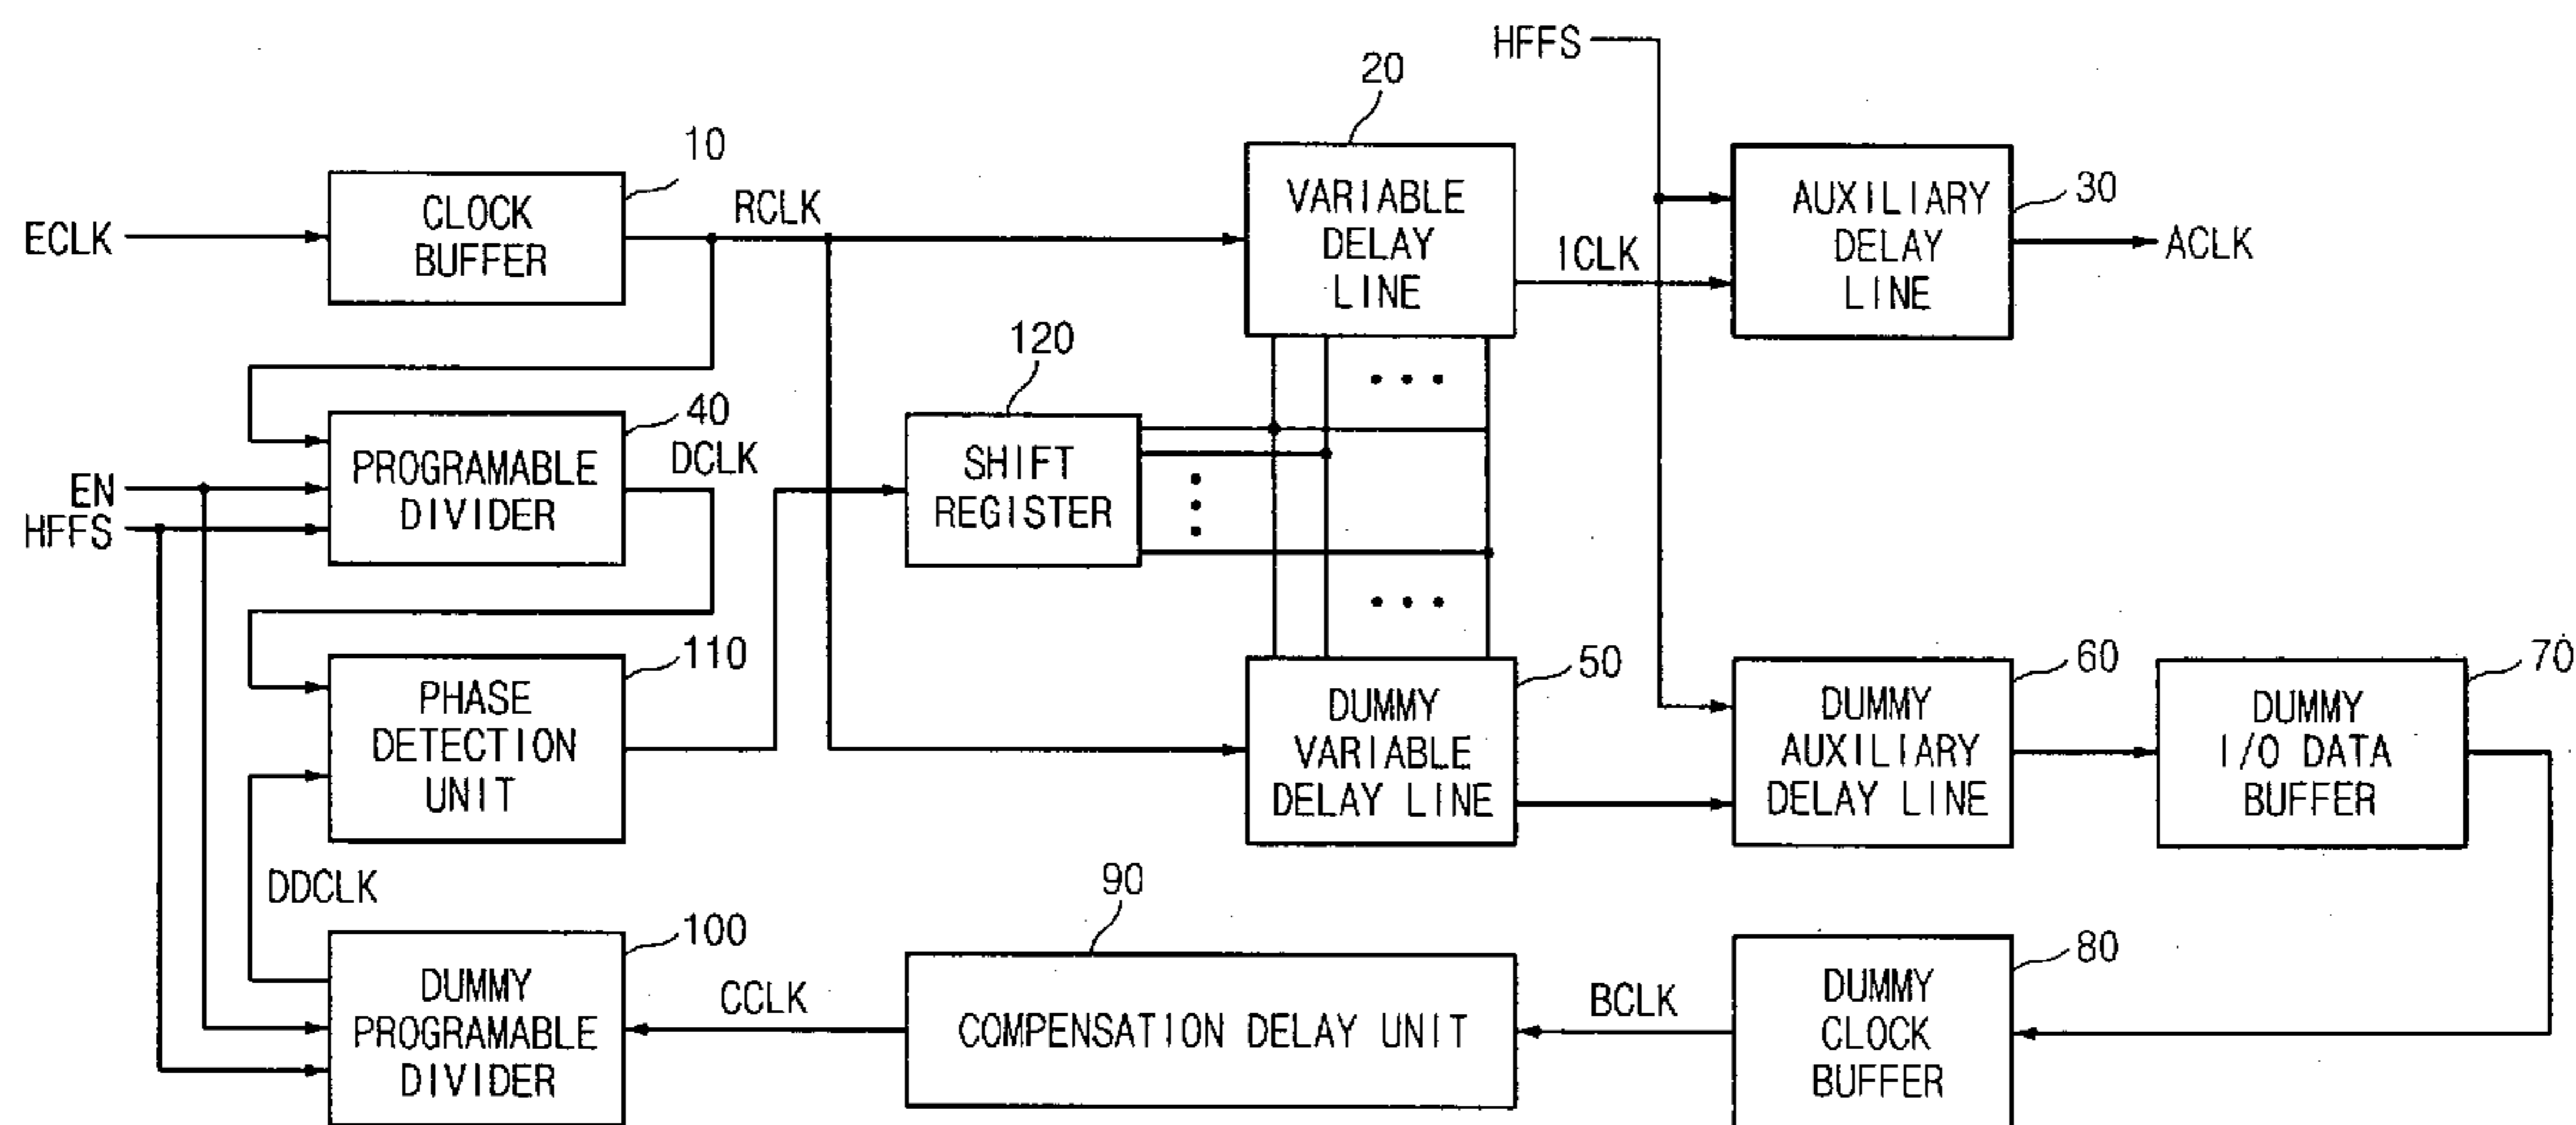 HFFS
20
10
ECLK
CLOCK
BUFFER
RCLK
VARIABLE
DELAY
LINE
ICLK
AUXILIARY
DELAY
LINE
30
ACLK
120
40
EN
HFFS
PROGRAMABLE
DIVIDER
DCLK
SHIFT
REGISTER
110
PHASE
DETECTION
UNIT
50
DUMMY
VARIABLE
DELAY LINE
60
DUMMY
AUXILIARY
DELAY LINE
70
DUMMY
I/O DATA
BUFFER
DDCLK
100
DUMMY
PROGRAMABLE
DIVIDER
CCLK
90
COMPENSATION DELAY UNIT
BCLK
80
DUMMY
CLOCK
BUFFER